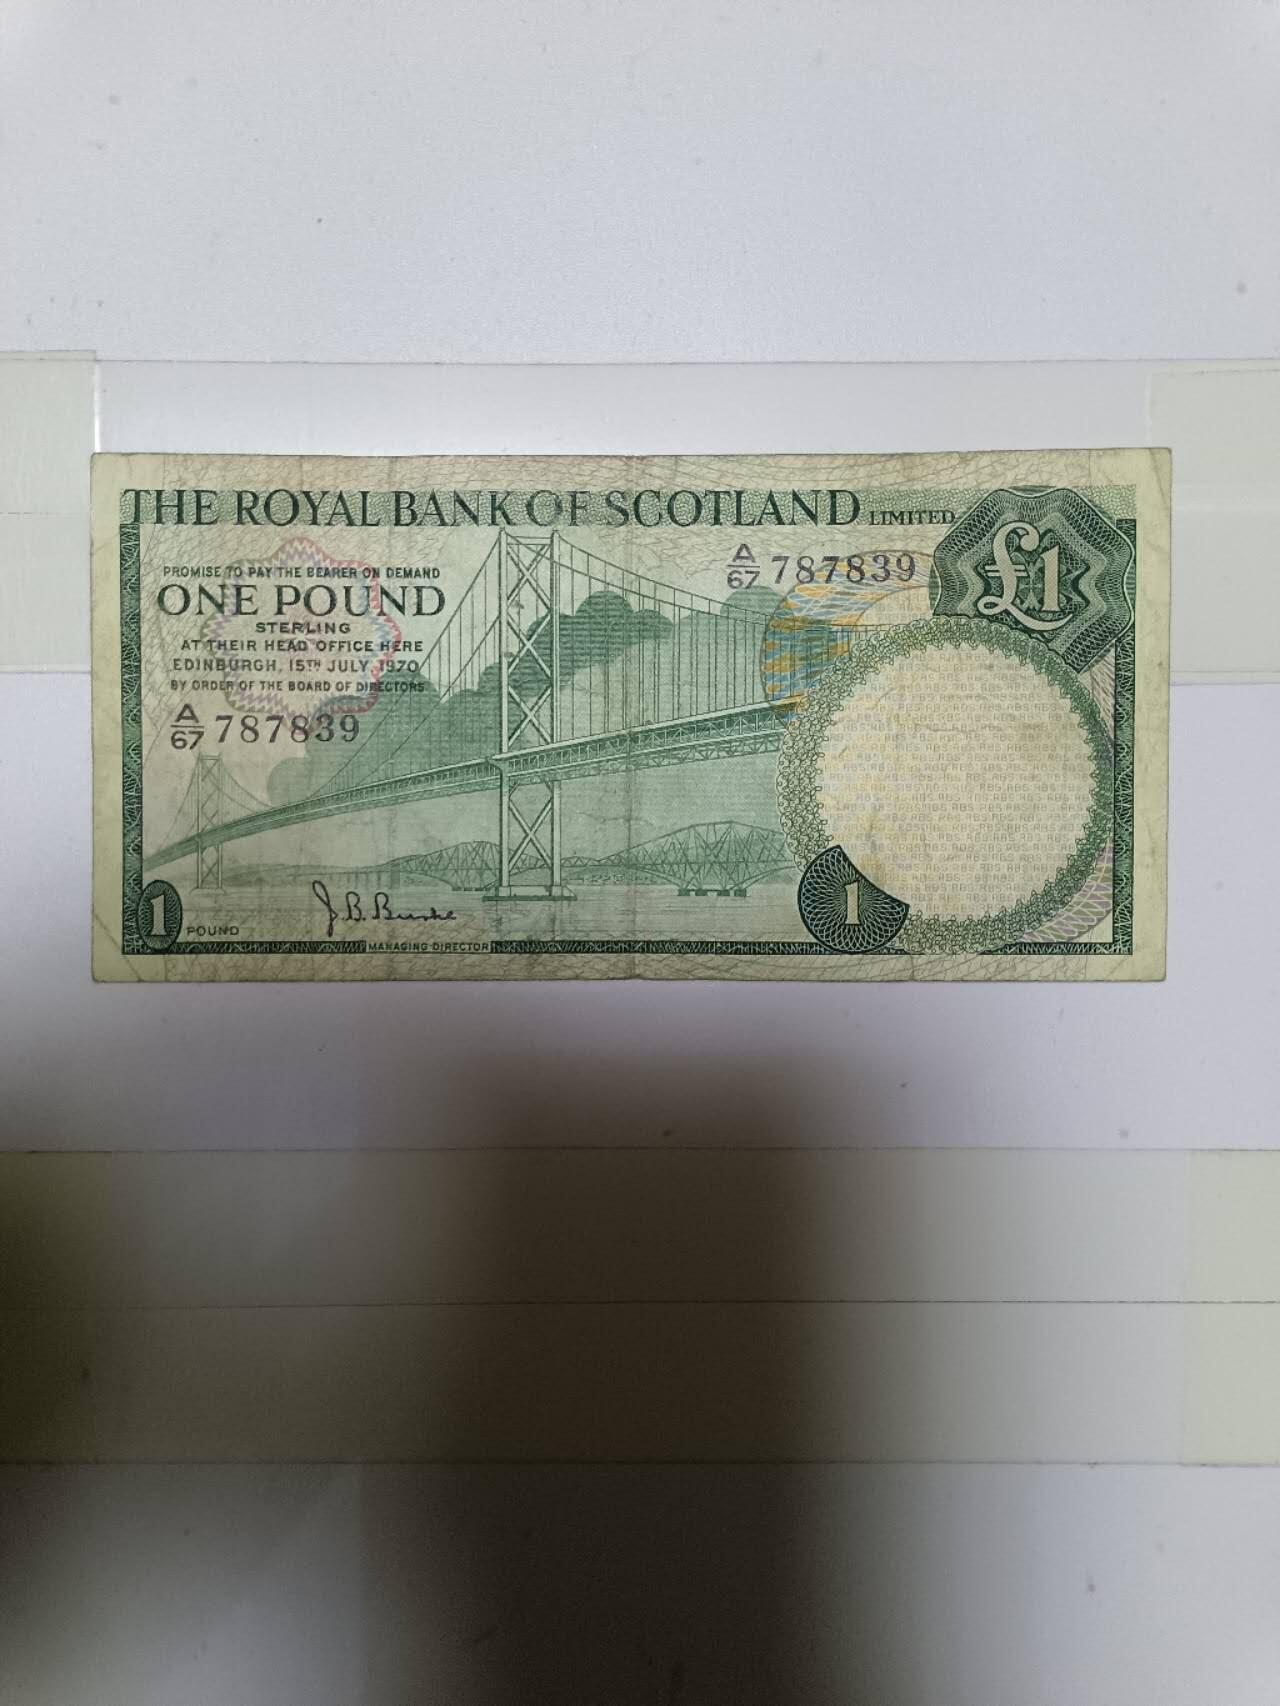 THE ROYAL BANK OF SCOTLAND LIMITED
£1
PROMISE TO PAY THE BEARER ON DEMAND
ONE POUND
STERLING
AT THEIR HEAD OFFICE HERE
EDINBURGH, 15TH JULY, 1970
BY ORDER OF THE BOARD OF DIRECTORS
A/67 787839
A/67 787839
1 POUND
J. B. Burke
MANAGING DIRECTOR
1